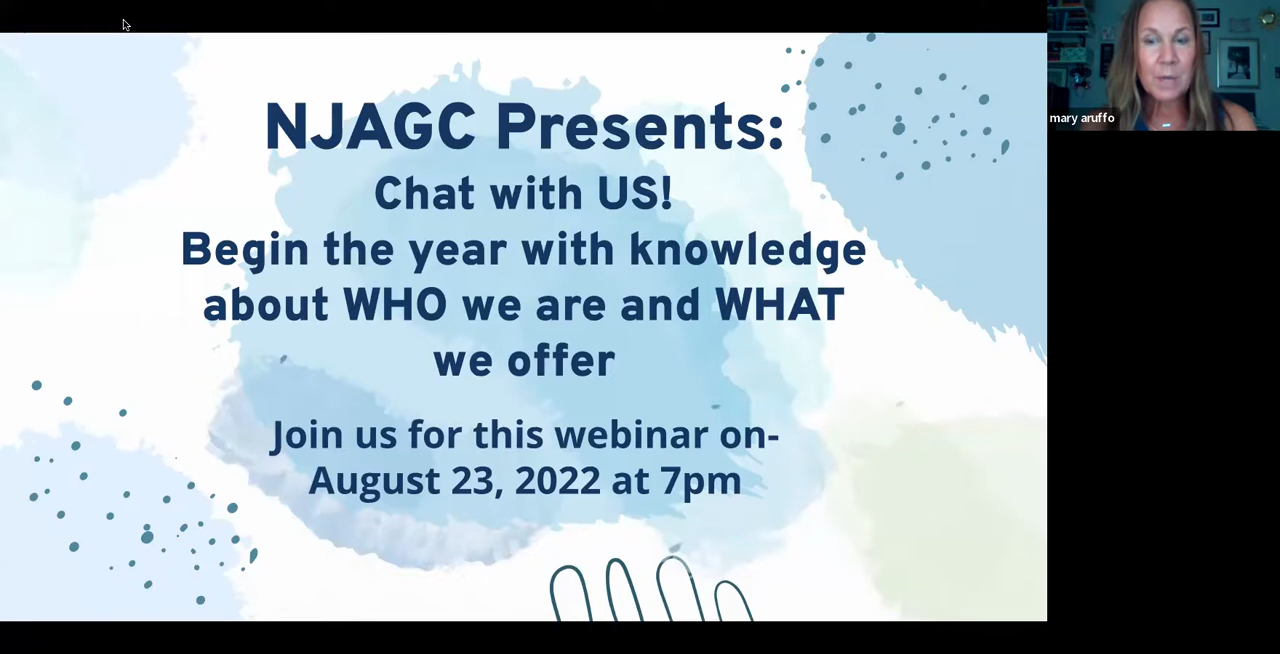 NJAGC Presents:
Chat with US!
Begin the year with knowledge
about WHO we are and WHAT
we offer
Join us for this webinar on-
August 23, 2022 at 7pm
mary aruffo